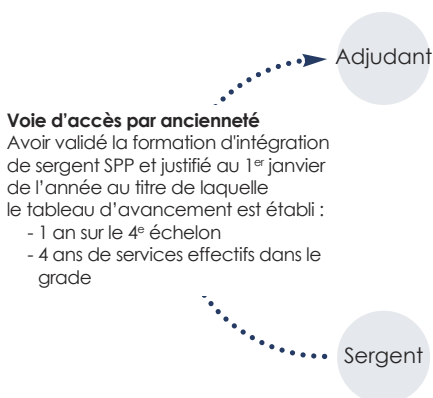 Adjudant
Voie d'accès par ancienneté
Avoir validé la formation d'intégration
de sergent SPP et justifié au 1er janvier
de l'année au titre de laquelle
le tableau d'avancement est établi :
- 1 an sur le 4e échelon
- 4 ans de services effectifs dans le
grade
Sergent